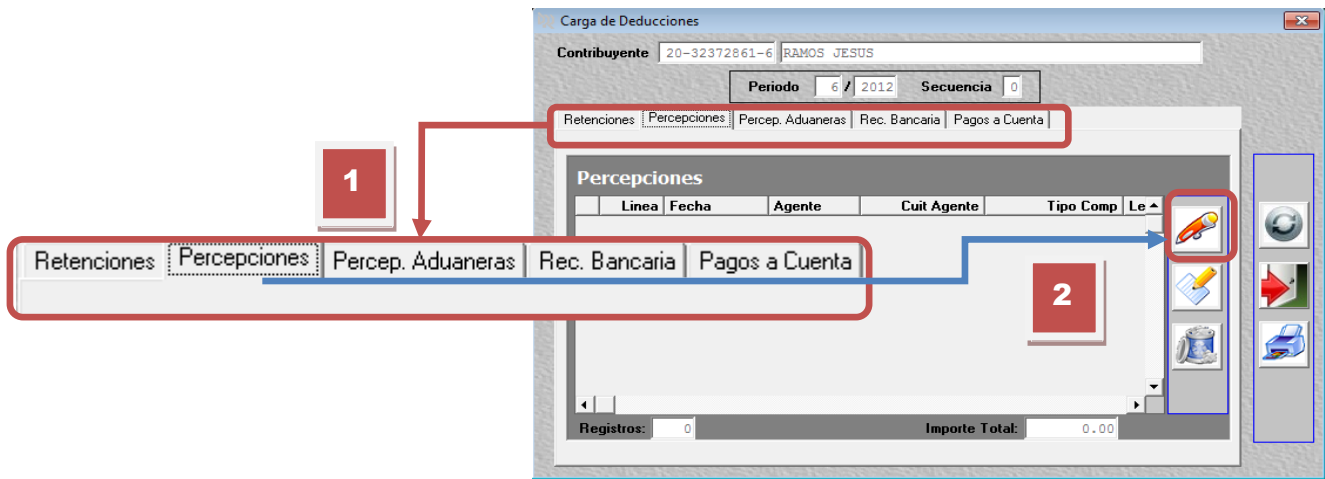 Carga de Deducciones
Contribuyente 20-32372861-6 RAMOS JESUS
Periodo 6 / 2012 Secuencia 0
Retenciones Percepciones Percep. Aduaneras Rec. Bancaria Pagos a Cuenta
1
Percepciones
Linea Fecha Agente Cuit Agente Tipo Comp Le
Retenciones Percepciones Percep. Aduaneras Rec. Bancaria Pagos a Cuenta
2
Registros: 0 Importe Total: 0.00